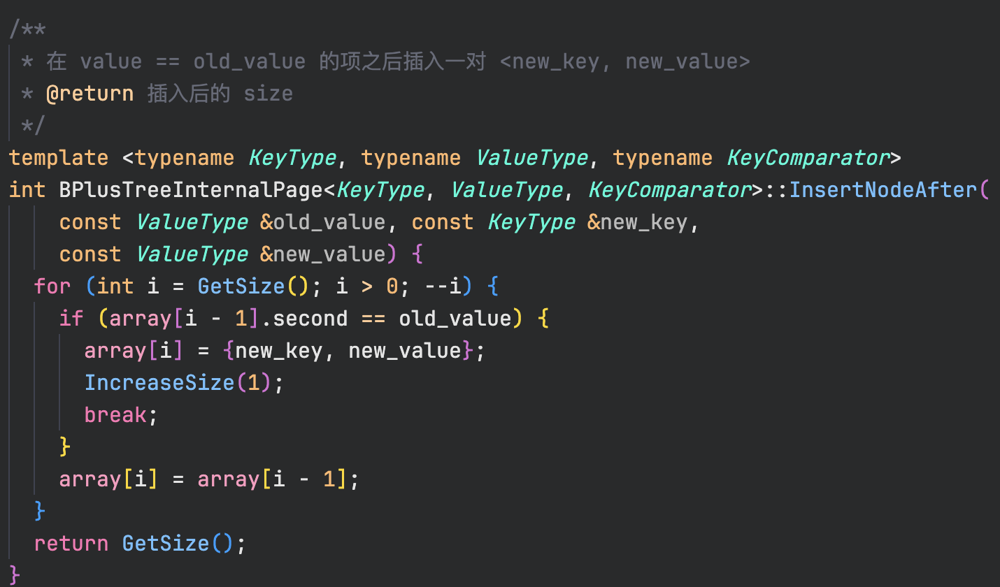 /**
 * 在 value == old_value 的项之后插入一对 <new_key, new_value>
 * @return 插入后的 size
 */
template <typename KeyType, typename ValueType, typename KeyComparator>
int BPlusTreeInternalPage<KeyType, ValueType, KeyComparator>::InsertNodeAfter(
    const ValueType &old_value, const KeyType &new_key,
    const ValueType &new_value) {
  for (int i = GetSize(); i > 0; --i) {
    if (array[i - 1].second == old_value) {
      array[i] = {new_key, new_value};
      IncreaseSize(1);
      break;
    }
    array[i] = array[i - 1];
  }
  return GetSize();
}